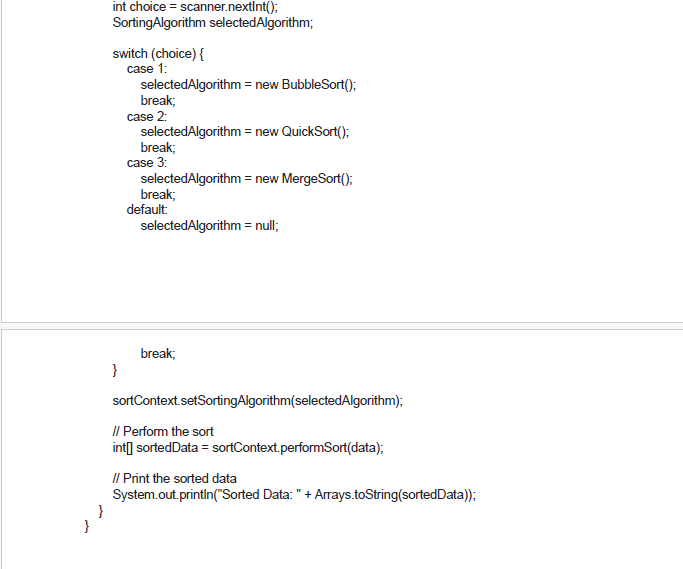 int choice = scanner.nextInt();
SortingAlgorithm selectedAlgorithm;
switch (choice) {
case 1:
selectedAlgorithm = new BubbleSort();
break;
case 2:
selectedAlgorithm = new QuickSort();
break;
case 3:
selectedAlgorithm = new MergeSort();
break;
default:
selectedAlgorithm = null;
break;
}
sortContext.setSortingAlgorithm(selectedAlgorithm);
// Perform the sort
int[] sortedData = sortContext.performSort(data);
// Print the sorted data
System.out.println("Sorted Data: " + Arrays.toString(sortedData));
}
}